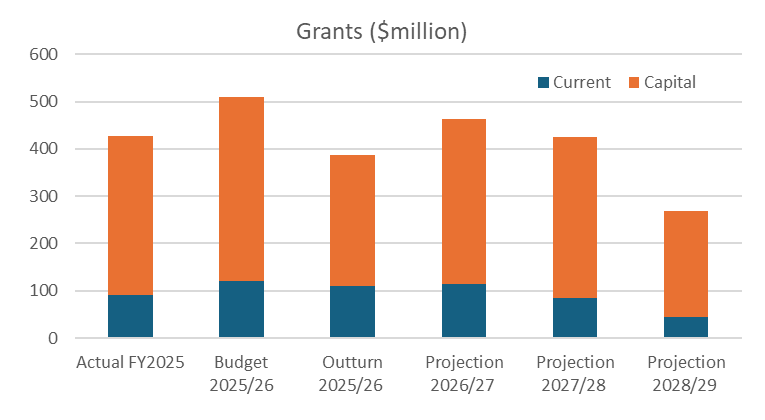 Grants ($million)
600
500
400
300
200
100
0
Current Capital
Actual FY2025
Budget
2025/26
Outturn
2025/26
Projection
2026/27
Projection
2027/28
Projection
2028/29